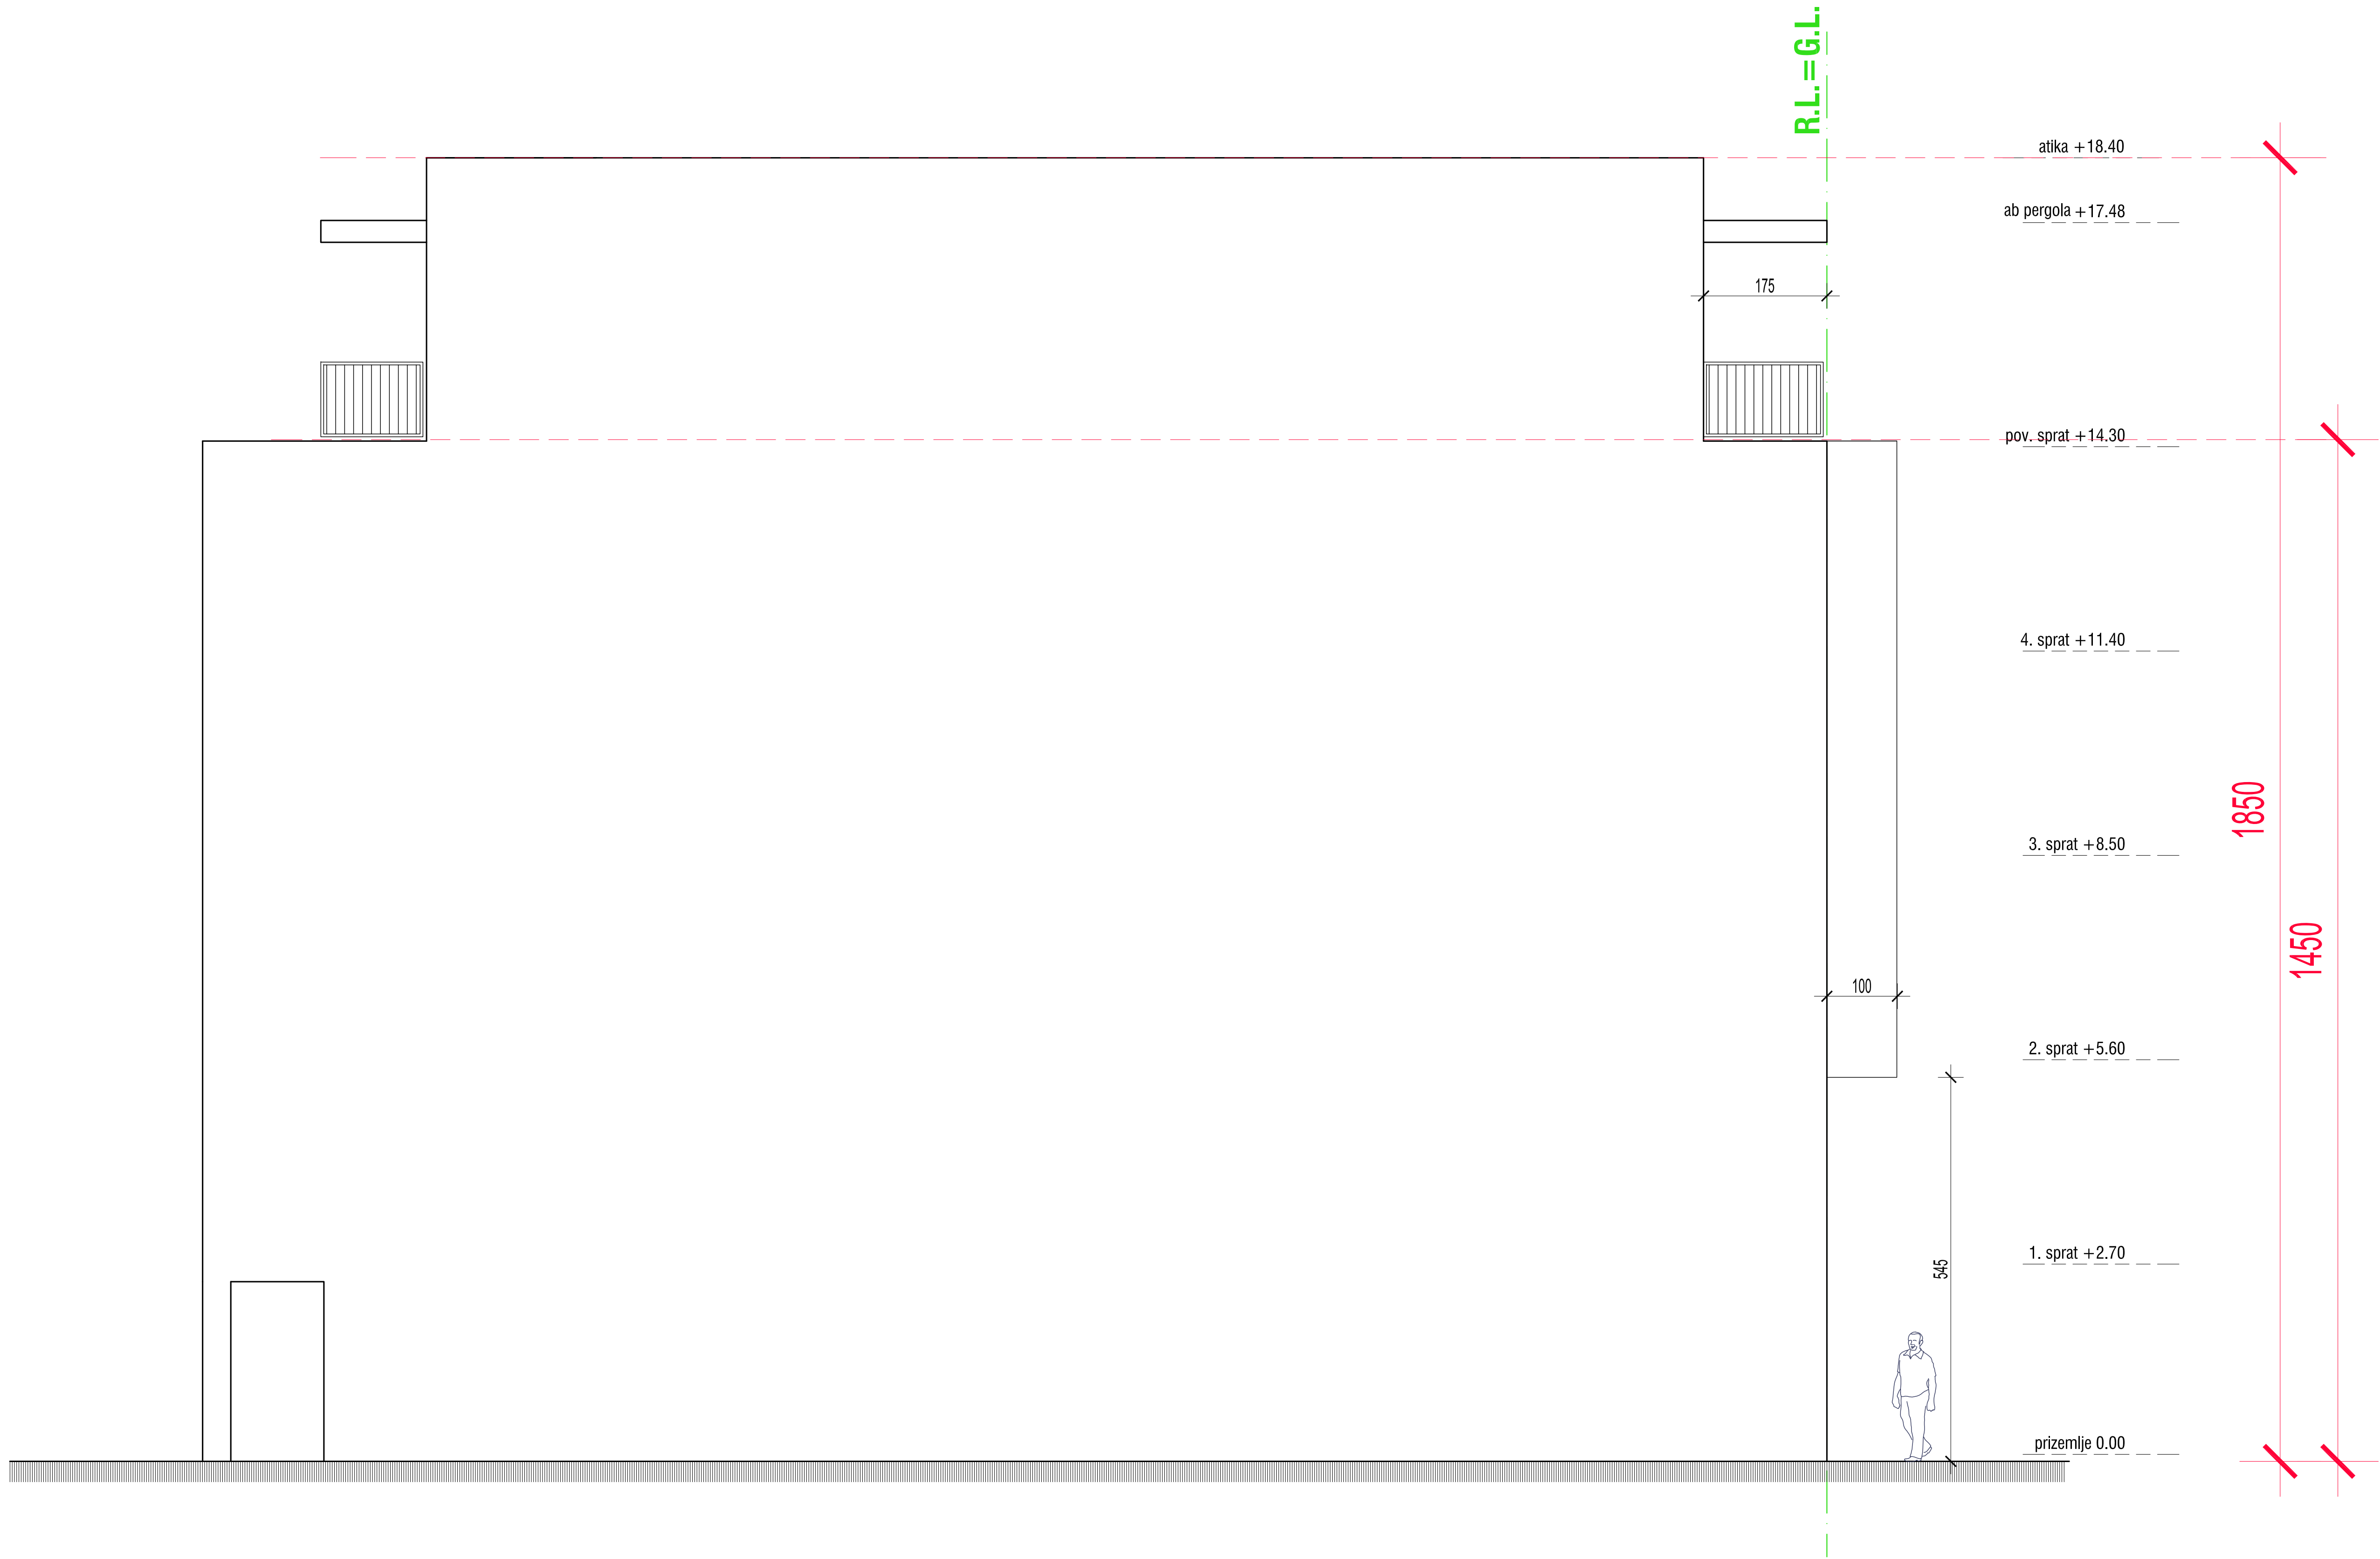 R.L.=G.L.
atika +18.40
ab pergola +17.48
175
pov. sprat +14.30
4. sprat +11.40
1850
3. sprat +8.50
1450
100
2. sprat +5.60
1. sprat +2.70
545
prizemlje 0.00